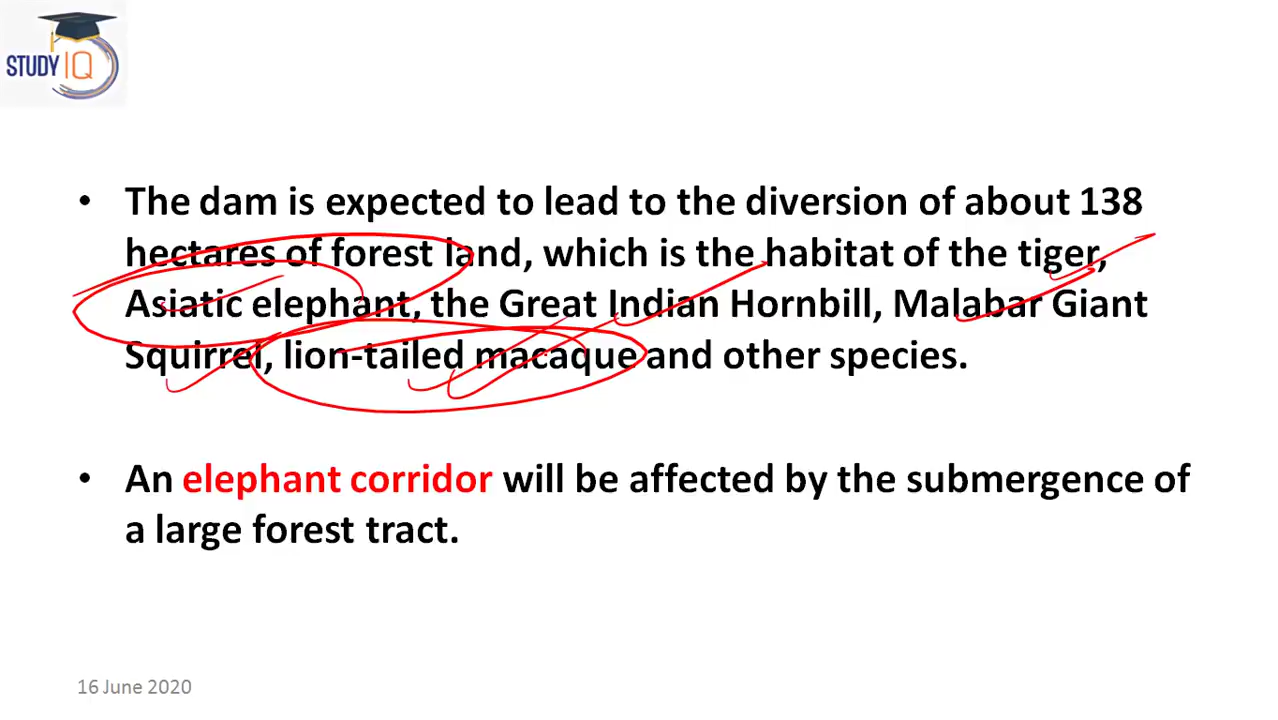 STUDY IQ
• The dam is expected to lead to the diversion of about 138
hectares of forest land, which is the habitat of the tiger,
Asiatic elephant, the Great Indian Hornbill, Malabar Giant
Squirrel, lion-tailed macaque and other species.
• An elephant corridor will be affected by the submergence of
a large forest tract.
16 June 2020